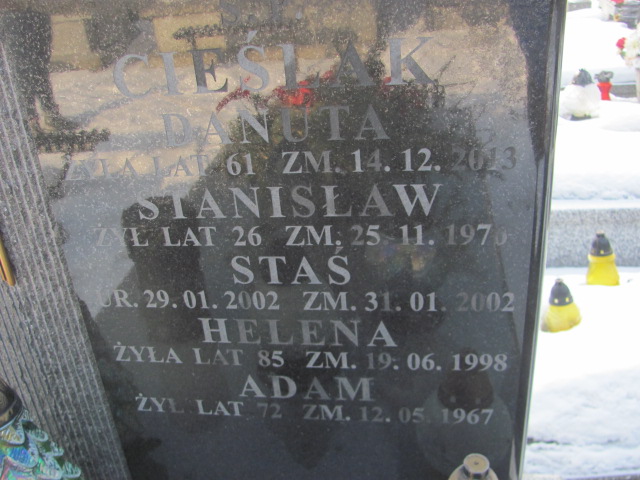 Ś.P.
CIEŚLAK
DANUTA
ŻYŁA LAT 61 ZM. 14. 12. 2013
STANISŁAW
ŻYŁ LAT 26 ZM. 25. 11. 1976
STAŚ
UR. 29. 01. 2002 ZM. 31. 01. 2002
HELENA
ŻYŁA LAT 85 ZM. 19. 06. 1998
ADAM
ŻYŁ LAT 72 ZM. 12. 05. 1967